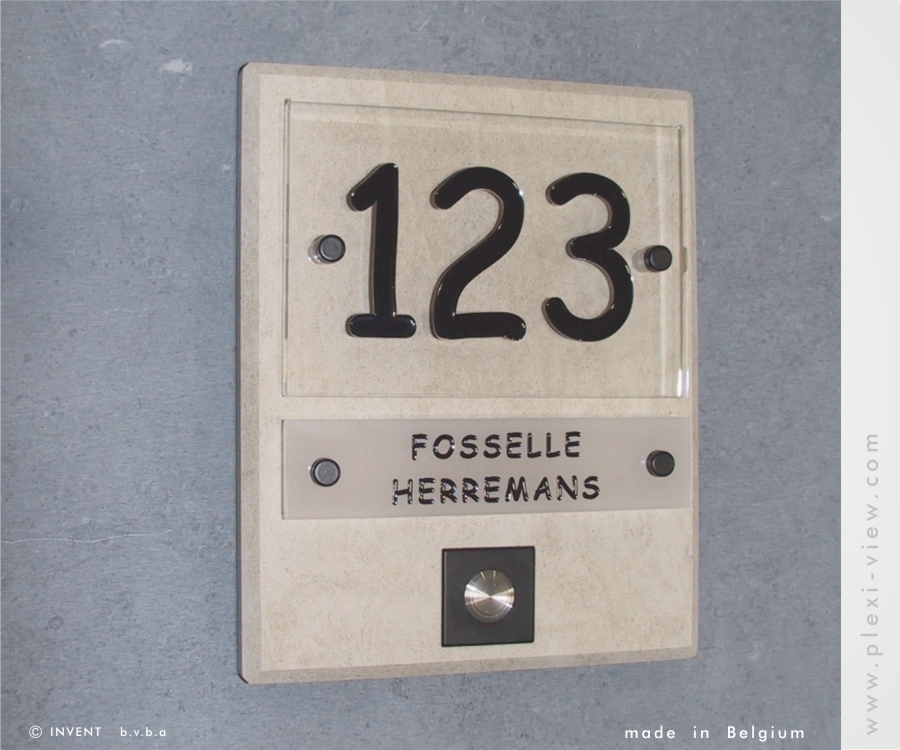 123
FOSSELLE
HERREMANS
© INVENT b.v.b.a
made in Belgium
www.plexi-view.com